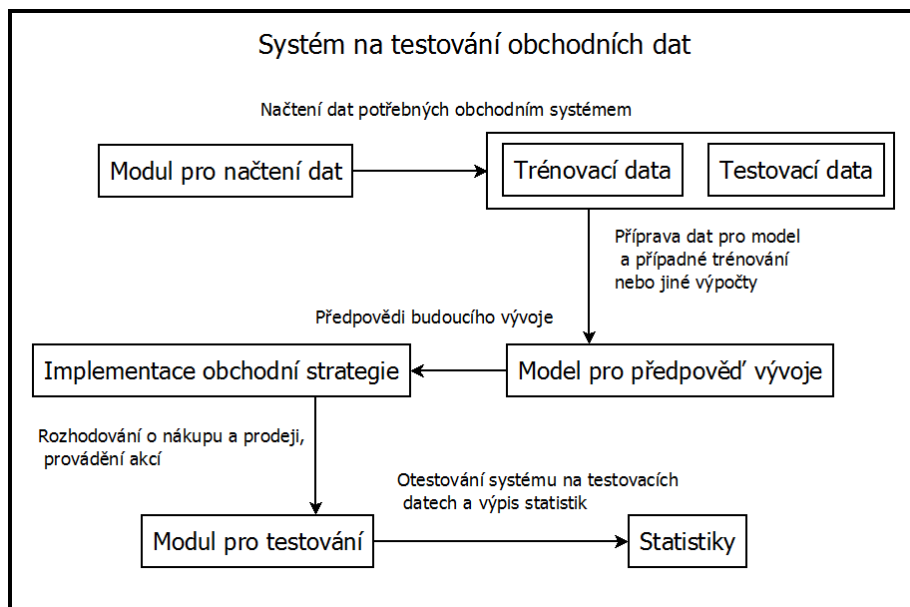 Systém na testování obchodních dat
Načtení dat potřebných obchodním systémem
Modul pro načtení dat
Trénovací data
Testovací data
Příprava dat pro model
a případné trénování
nebo jiné výpočty
Předpovědi budoucího vývoje
Implementace obchodní strategie
Model pro předpověď vývoje
Rozhodování o nákupu a prodeji,
provádění akcí
Otestování systému na testovacích
datech a výpis statistik
Modul pro testování
Statistiky